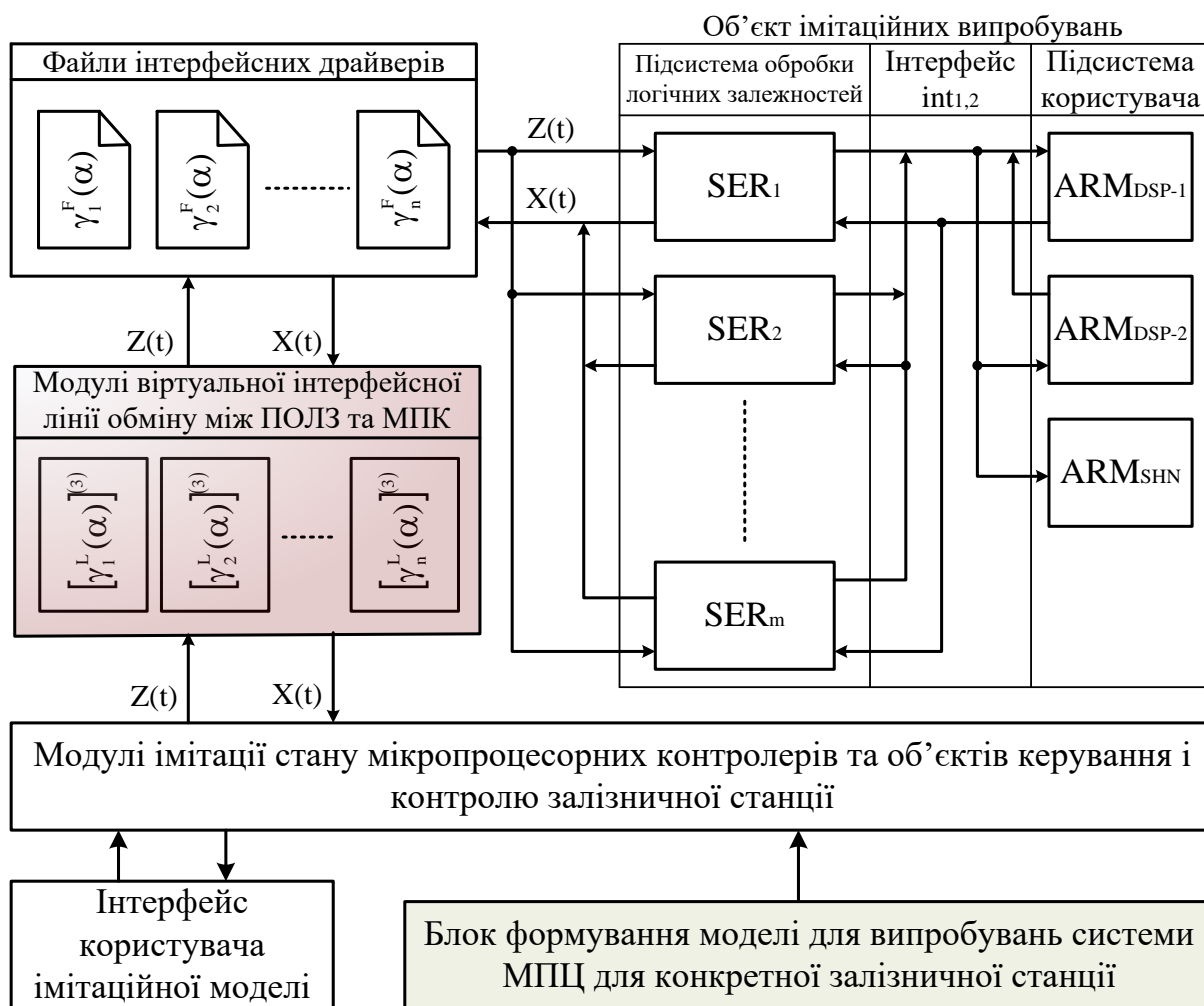 Об’єкт імітаційних випробувань
Файли інтерфейсних драйверів
γ₁ᶠ(α)
γ₂ᶠ(α)
γₙᶠ(α)
Z(t)
X(t)
Підсистема обробки
логічних залежностей
Інтерфейс
int1,2
Підсистема
користувача
SER1
SER2
SERm
ARMDSP-1
ARMDSP-2
ARMSHN
Z(t)
X(t)
Модулі віртуальної інтерфейсної
лінії обміну між ПОЛЗ та МПК
[γ₁ᴸ(α)]⁽³⁾
[γ₂ᴸ(α)]⁽³⁾
[γₙᴸ(α)]⁽³⁾
Z(t)
X(t)
Модулі імітації стану мікропроцесорних контролерів та об’єктів керування і
контролю залізничної станції
Інтерфейс
користувача
імітаційної моделі
Блок формування моделі для випробувань системи
МПЦ для конкретної залізничної станції